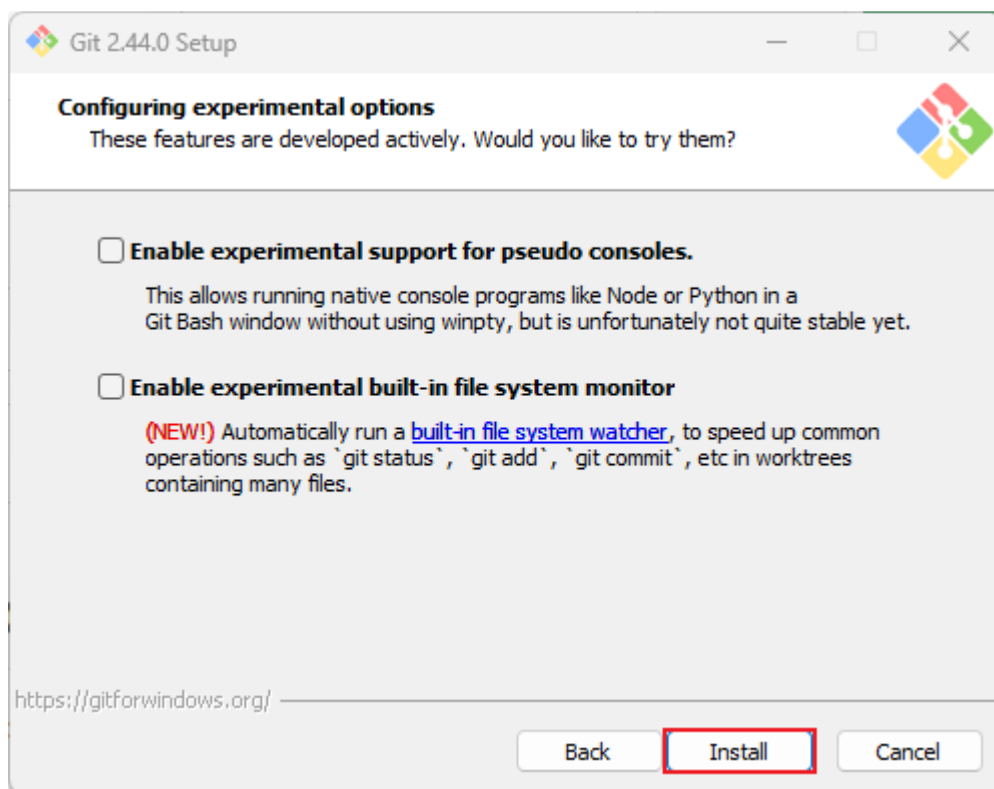 Git 2.44.0 Setup
Configuring experimental options
These features are developed actively. Would you like to try them?
Enable experimental support for pseudo consoles.
This allows running native console programs like Node or Python in a
Git Bash window without using winpty, but is unfortunately not quite stable yet.
Enable experimental built-in file system monitor
(NEW!) Automatically run a built-in file system watcher, to speed up common
operations such as `git status`, `git add`, `git commit`, etc in worktrees
containing many files.
https://gitforwindows.org/
Back Install Cancel